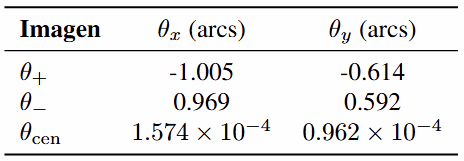 Imagen θx (arcs) θy (arcs)
θ+ -1.005 -0.614
θ− 0.969 0.592
θcen 1.574 × 10−4 0.962 × 10−4